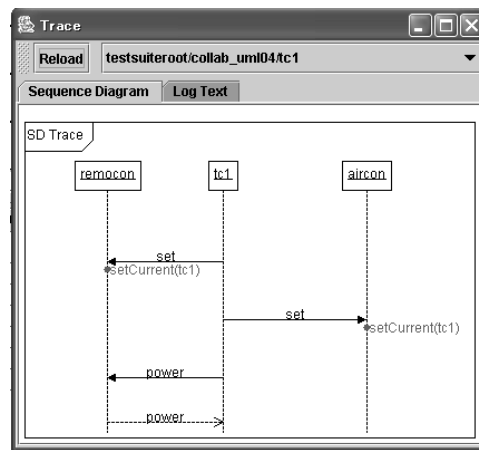 Trace
Reload testsuiteroot/collab_uml04/tc1
Sequence Diagram Log Text
SD Trace
remocon tc1 aircon
set
setCurrent(tc1)
set
setCurrent(tc1)
power
power